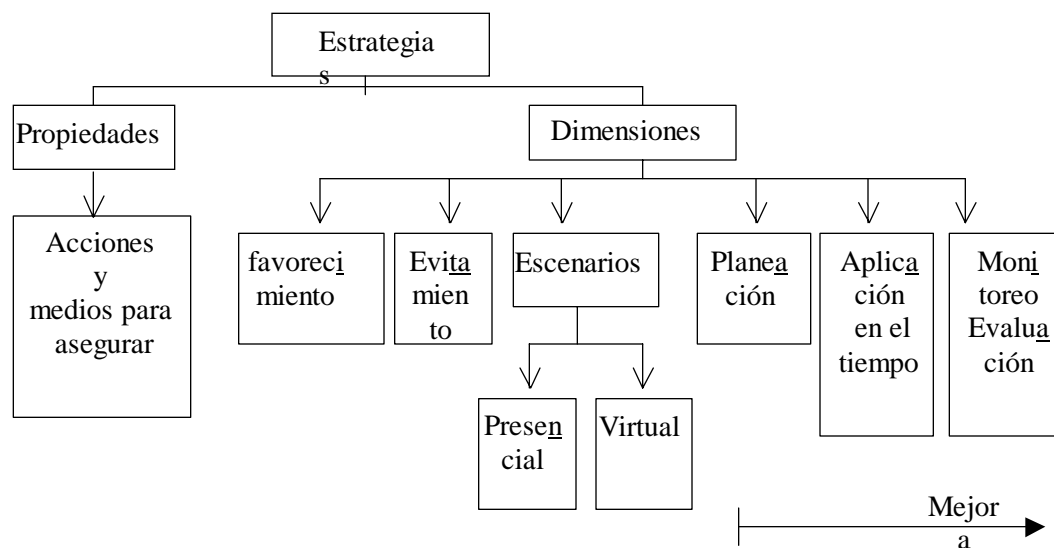 Estrategia
s
Propiedades
Dimensiones
Acciones
y
medios para
asegurar
favoreci
miento
Evita
mien
to
Escenarios
Planea
ción
Aplica
ción
en el
tiempo
Moni
toreo
Evalua
ción
Presen
cial
Virtual
Mejor
a